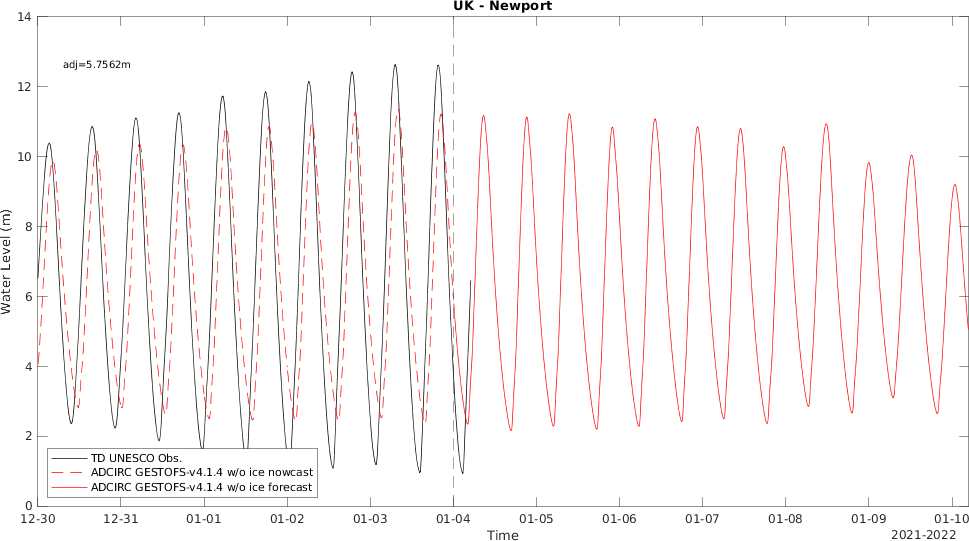 UK - Newport
14
adj=5.7562m
12
10
8
6
4
2
0
Water Level (m)
TD UNESCO Obs.
ADCIRC GESTOFS-v4.1.4 w/o ice nowcast
ADCIRC GESTOFS-v4.1.4 w/o ice forecast
12-30 12-31 01-01 01-02 01-03 01-04 01-05 01-06 01-07 01-08 01-09 01-10
Time
2021-2022